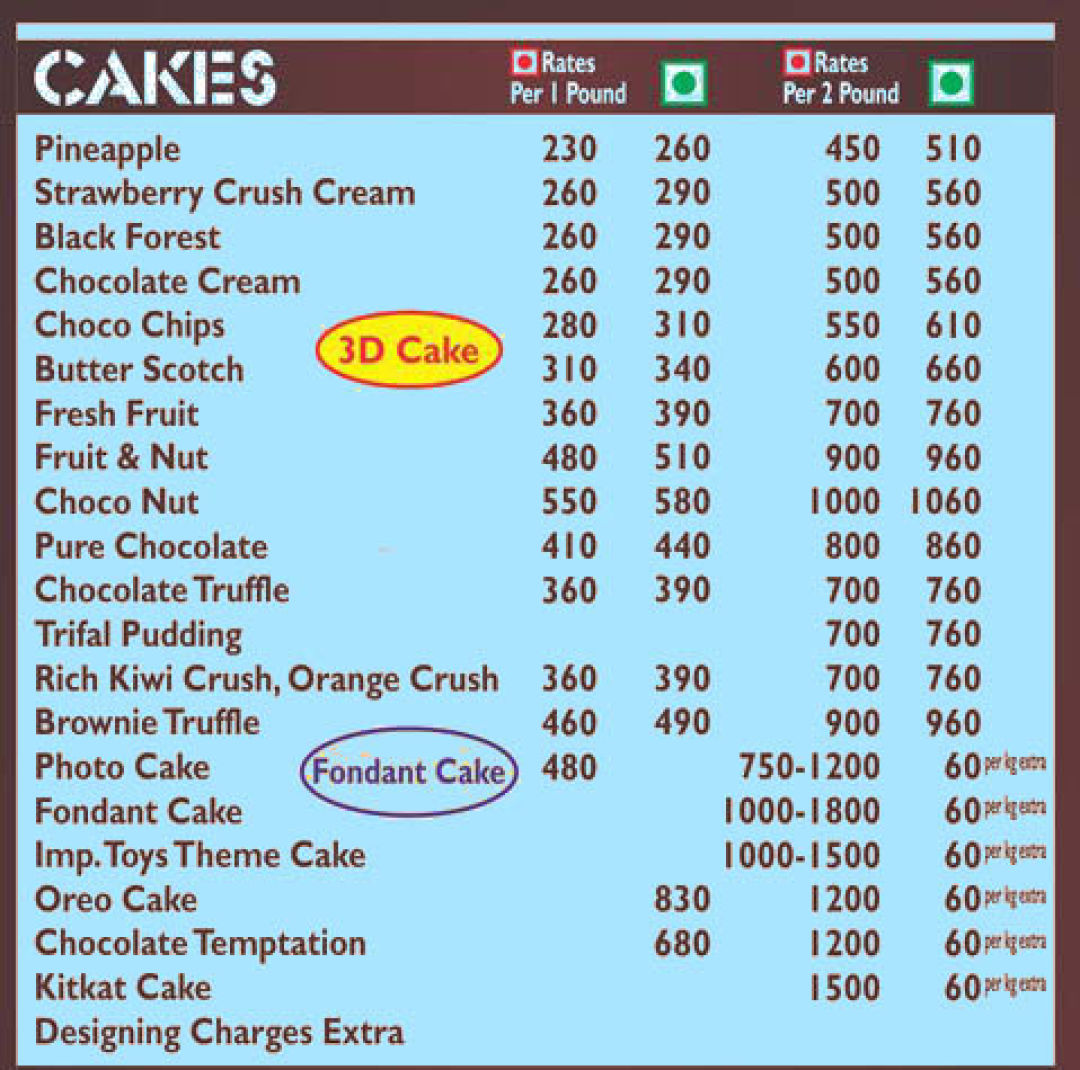 CAKES Rates Per 1 Pound Rates Per 2 Pound
Pineapple 230 260 450 510
Strawberry Crush Cream 260 290 500 560
Black Forest 260 290 500 560
Chocolate Cream 260 290 500 560
Choco Chips 280 310 550 610
3D Cake
Butter Scotch 310 340 600 660
Fresh Fruit 360 390 700 760
Fruit & Nut 480 510 900 960
Choco Nut 550 580 1000 1060
Pure Chocolate 410 440 800 860
Chocolate Truffle 360 390 700 760
Trifal Pudding 700 760
Rich Kiwi Crush, Orange Crush 360 390 700 760
Brownie Truffle 460 490 900 960
Photo Cake 480 750-1200 60 per kg extra
Fondant Cake
Fondant Cake 1000-1800 60 per kg extra
Imp. Toys Theme Cake 1000-1500 60 per kg extra
Oreo Cake 830 1200 60 per kg extra
Chocolate Temptation 680 1200 60 per kg extra
Kitkat Cake 1500 60 per kg extra
Designing Charges Extra